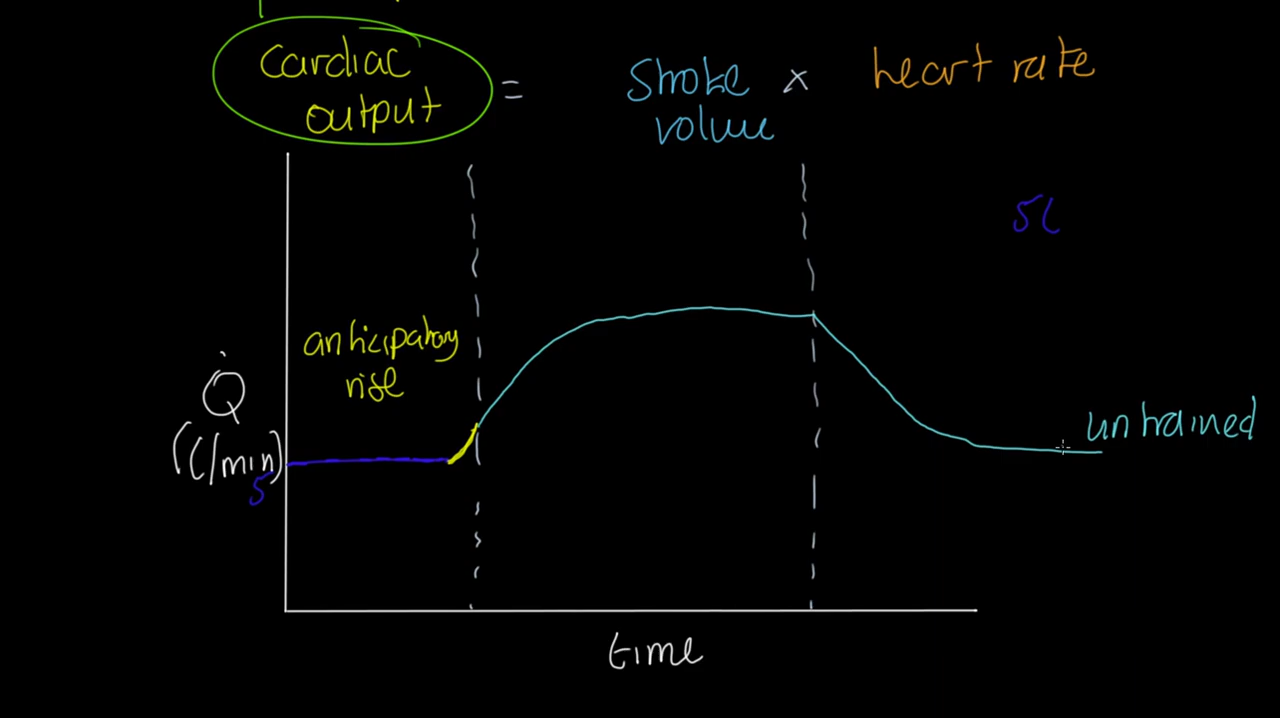 Cardiac
output
= Stroke
volume
x heart rate
5L
anticipatory
rise
Q̇
(L/min)
5
untrained
time